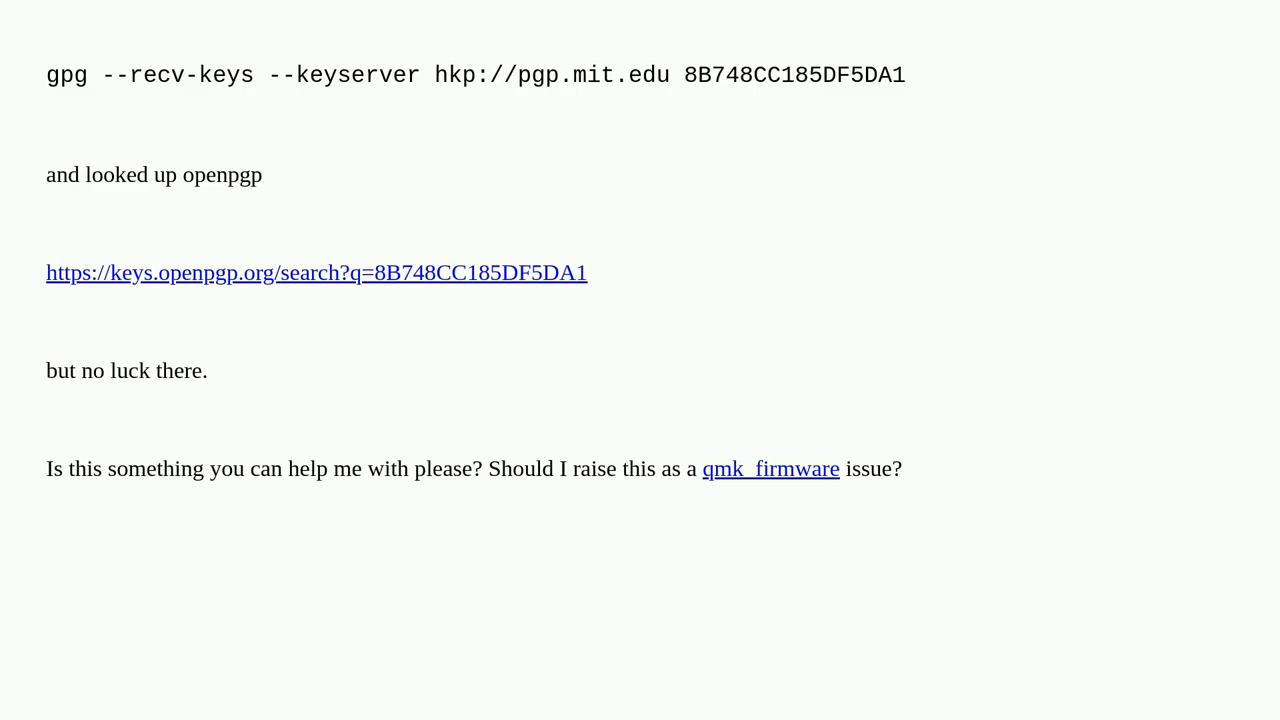 gpg --recv-keys --keyserver hkp://pgp.mit.edu 8B748CC185DF5DA1
and looked up openpgp
https://keys.openpgp.org/search?q=8B748CC185DF5DA1
but no luck there.
Is this something you can help me with please? Should I raise this as a qmk_firmware issue?